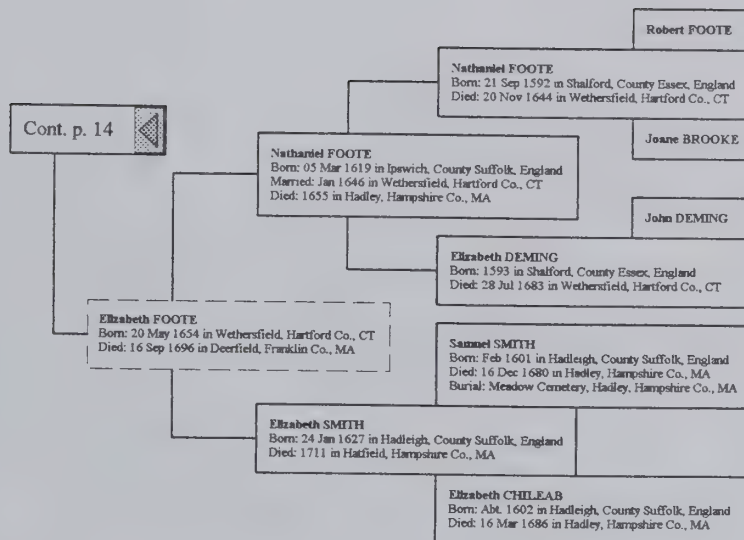 Robert FOOTE
Nathaniel FOOTE
Born: 21 Sep 1592 in Shalford, County Essex, England
Died: 20 Nov 1644 in Wethersfield, Hartford Co., CT
Cont. p. 14
Joane BROOKE
Nathaniel FOOTE
Born: 05 Mar 1619 in Ipswich, County Suffolk, England
Married: Jan 1646 in Wethersfield, Hartford Co., CT
Died: 1655 in Hadley, Hampshire Co., MA
John DEMING
Elizabeth DEMING
Born: 1593 in Shalford, County Essex, England
Died: 28 Jul 1683 in Wethersfield, Hartford Co., CT
Elizabeth FOOTE
Born: 20 May 1654 in Wethersfield, Hartford Co., CT
Died: 16 Sep 1696 in Deerfield, Franklin Co., MA
Samuel SMITH
Born: Feb 1601 in Hadleigh, County Suffolk, England
Died: 16 Dec 1680 in Hadley, Hampshire Co., MA
Burial: Meadow Cemetery, Hadley, Hampshire Co., MA
Elizabeth SMITH
Born: 24 Jan 1627 in Hadleigh, County Suffolk, England
Died: 1711 in Hatfield, Hampshire Co., MA
Elizabeth CHILEAB
Born: Abt. 1602 in Hadleigh, County Suffolk, England
Died: 16 Mar 1686 in Hadley, Hampshire Co., MA